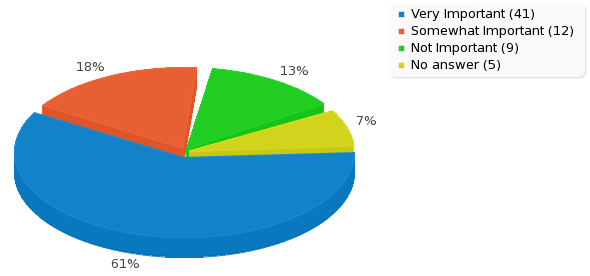 Very Important (41)
Somewhat Important (12)
Not Important (9)
No answer (5)
18%
13%
7%
61%